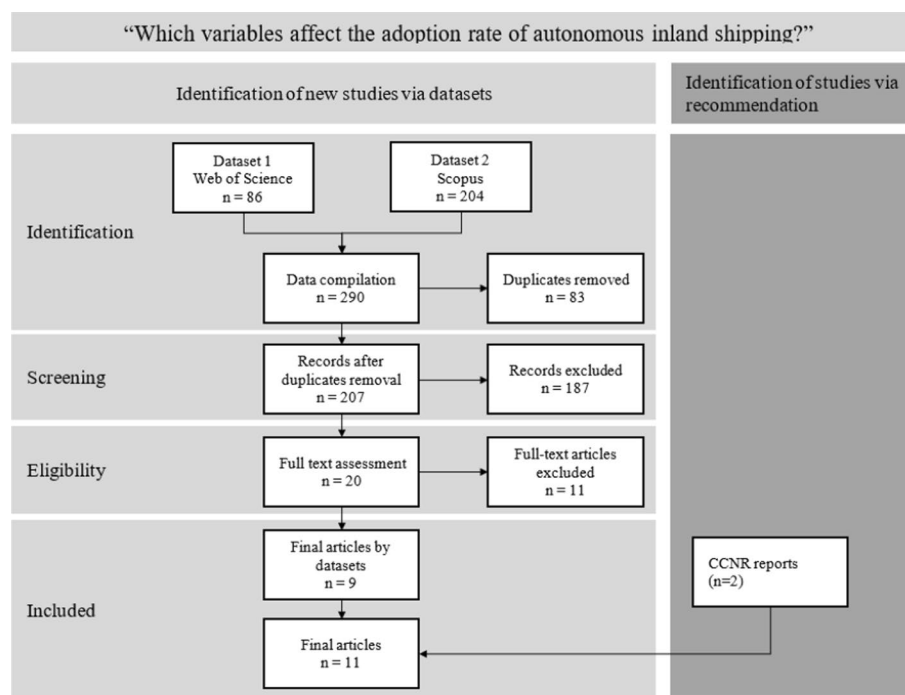 “Which variables affect the adoption rate of autonomous inland shipping?”
Identification of new studies via datasets
Identification of studies via
recommendation
Identification
Dataset 1
Web of Science
n = 86
Dataset 2
Scopus
n = 204
Data compilation
n = 290
Duplicates removed
n = 83
Screening
Records after
duplicates removal
n = 207
Records excluded
n = 187
Eligibility
Full text assessment
n = 20
Full-text articles
excluded
n = 11
Included
Final articles by
datasets
n = 9
CCNR reports
(n=2)
Final articles
n = 11